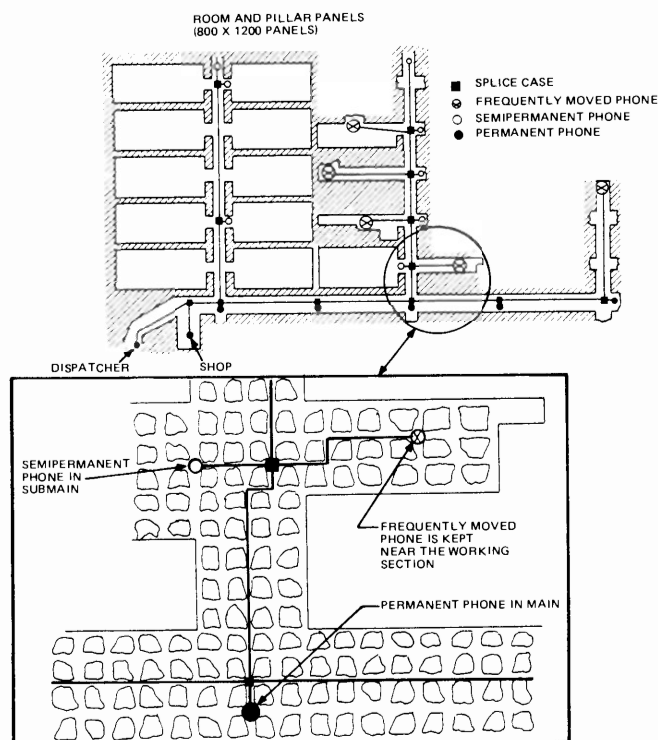 ROOM AND PILLAR PANELS
(800 X 1200 PANELS)
SPLICE CASE
FREQUENTLY MOVED PHONE
SEMIPERMANENT PHONE
PERMANENT PHONE
DISPATCHER
SHOP
SEMIPERMANENT
PHONE IN
SUBMAIN
FREQUENTLY MOVED
PHONE IS KEPT
NEAR THE WORKING
SECTION
PERMANENT PHONE IN MAIN